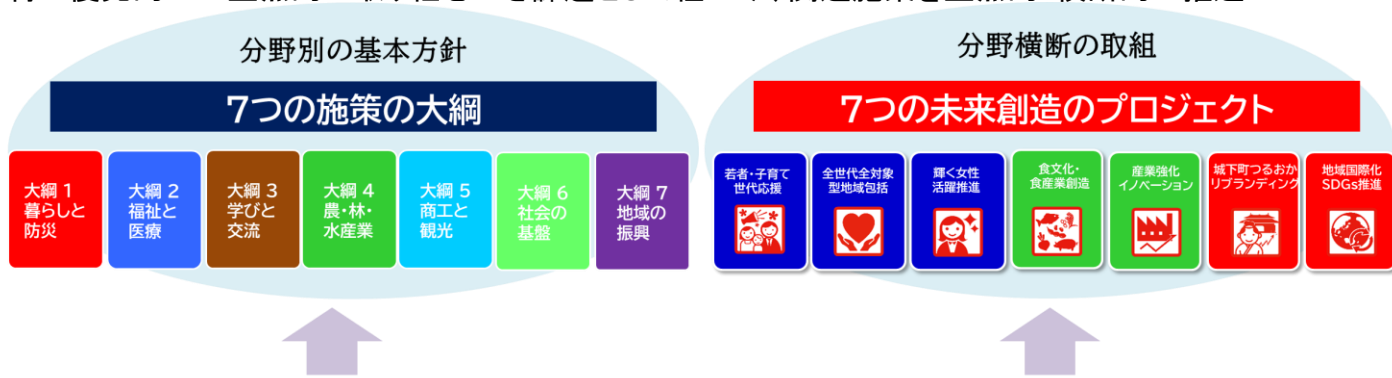 分野別の基本方針
7つの施策の大綱
大綱 1
暮らしと
防災
大綱 2
福祉と
医療
大綱 3
学びと
交流
大綱 4
農・林・
水産業
大綱 5
商工と
観光
大綱 6
社会の
基盤
大綱 7
地域の
振興
分野横断の取組
7つの未来創造のプロジェクト
若者・子育て
世代応援
全世代全対象
型地域包括
輝く女性
活躍推進
食文化・
食産業創造
産業強化
イノベーション
城下町つるおか
リブランディング
地域国際化
SDGs推進